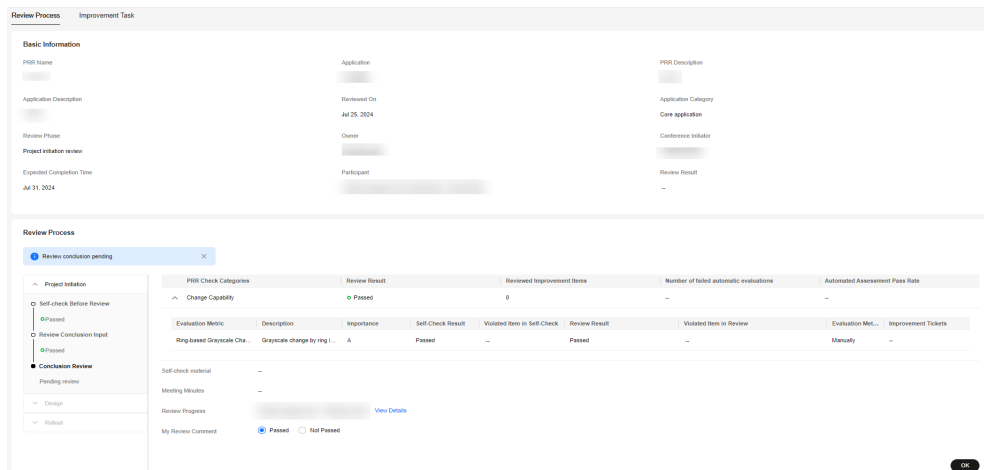 Review Process Improvement Task
Basic Information
PRR Name Application PRR Description
Application Description Reviewed On Application Category
Jul 25, 2024 Core application
Review Phase Owner Conference Initiator
Project initiation review
Expected Completion Time Participant Review Result
Jul 31, 2024 --
Review Process
Review conclusion pending
Project Initiation
Self-check Before Review
Passed
Review Conclusion Input
Passed
Conclusion Review
Pending review
Design
Rollout
PRR Check Categories Review Result Reviewed Improvement Items Number of failed automatic evaluations Automated Assessment Pass Rate
Change Capability Passed 0 -- --
Evaluation Metric Description Importance Self-Check Result Violated Item in Self-Check Review Result Violated Item in Review Evaluation Met... Improvement Tickets
Ring-based Grayscale Cha... Grayscale change by ring i... A Passed -- Passed -- Manually --
Self-check material --
Meeting Minutes --
Review Progress View Details
My Review Comment Passed Not Passed
OK